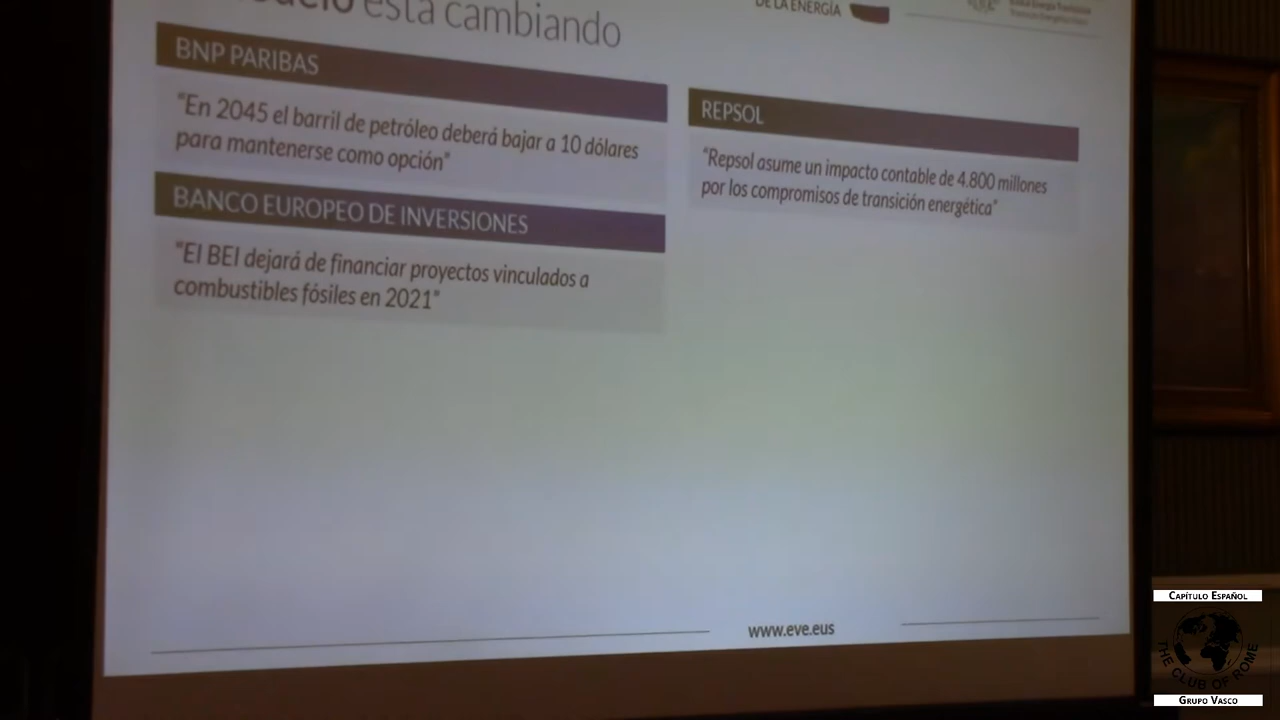 está cambiando
DE LA ENERGÍA
BNP PARIBAS
"En 2045 el barril de petróleo deberá bajar a 10 dólares
para mantenerse como opción"
BANCO EUROPEO DE INVERSIONES
"El BEI dejará de financiar proyectos vinculados a
combustibles fósiles en 2021"
REPSOL
"Repsol asume un impacto contable de 4.800 millones
por los compromisos de transición energética"
www.eve.eus
CAPÍTULO ESPAÑOL
THE CLUB OF ROME
GRUPO VASCO